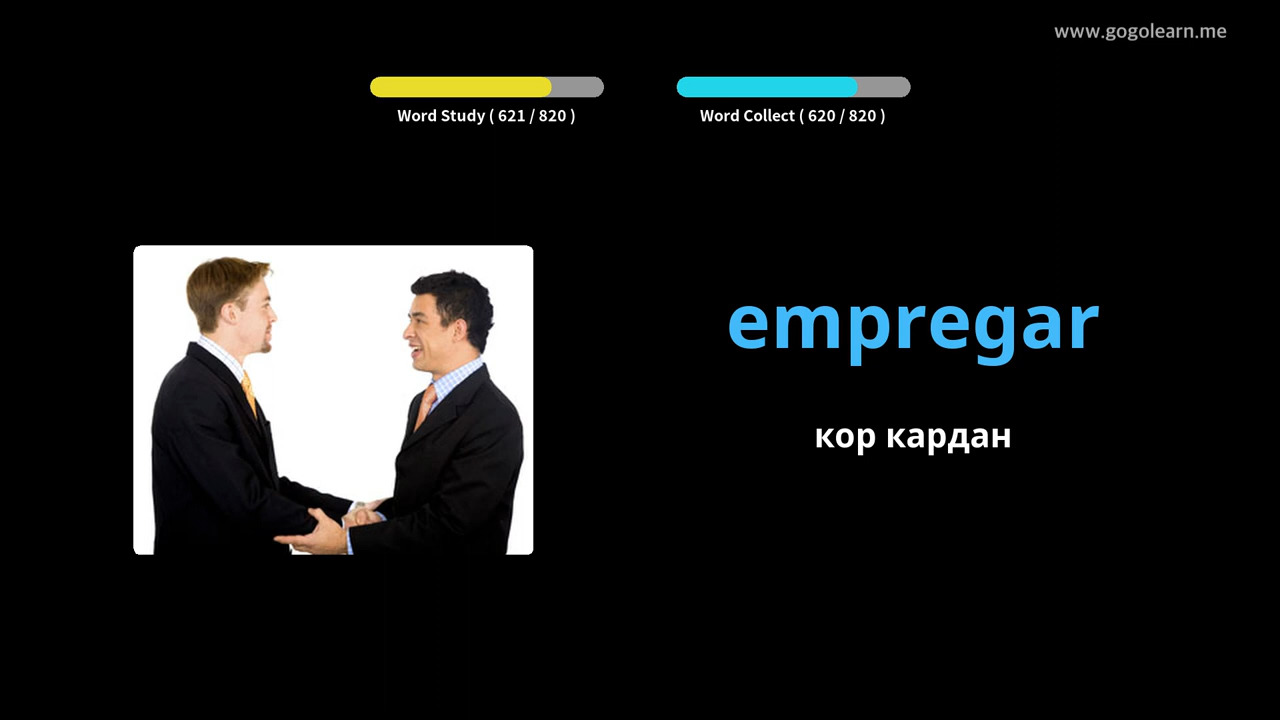 www.gogolearn.me
Word Study ( 621 / 820 )
Word Collect ( 620 / 820 )
empregar
кор кардан